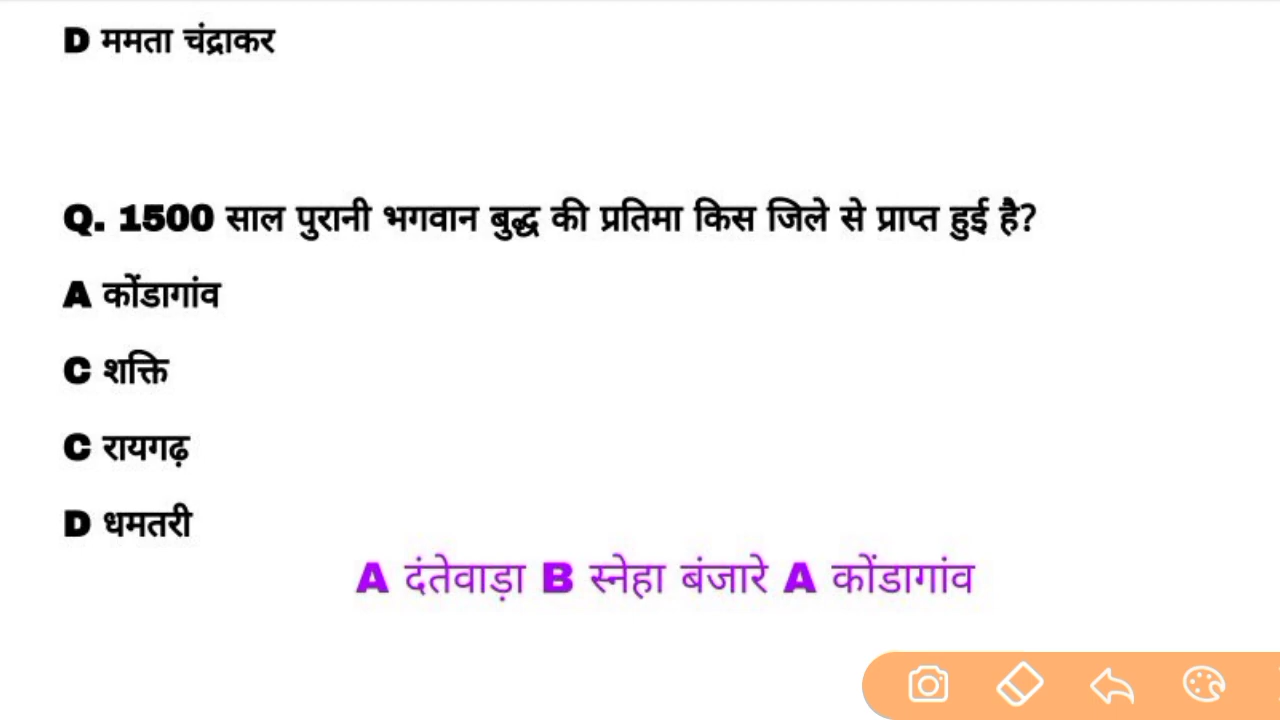 D ममता चंद्राकर
Q. 1500 साल पुरानी भगवान बुद्ध की प्रतिमा किस जिले से प्राप्त हुई है?
A कोंडागांव
C शक्ति
C रायगढ़
D धमतरी
A दंतेवाड़ा B स्नेहा बंजारे A कोंडागांव